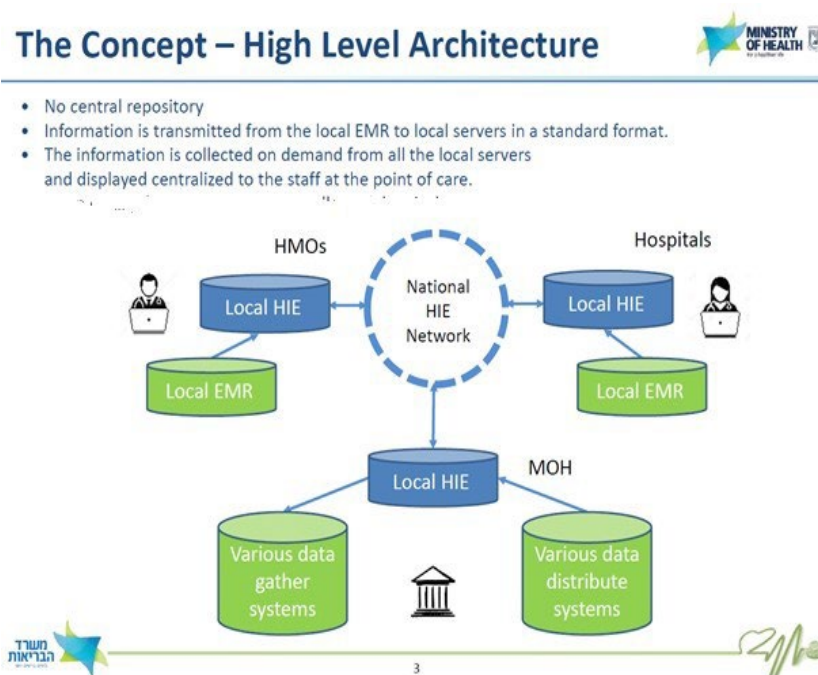 The Concept – High Level Architecture
MINISTRY
OF HEALTH
For a healthier life
• No central repository
• Information is transmitted from the local EMR to local servers in a standard format.
• The information is collected on demand from all the local servers
and displayed centralized to the staff at the point of care.
HMOs
Hospitals
Local HIE
National
HIE
Network
Local HIE
Local EMR
Local EMR
Local HIE
MOH
Various data
gather
systems
Various data
distribute
systems
משרד
הבריאות
3